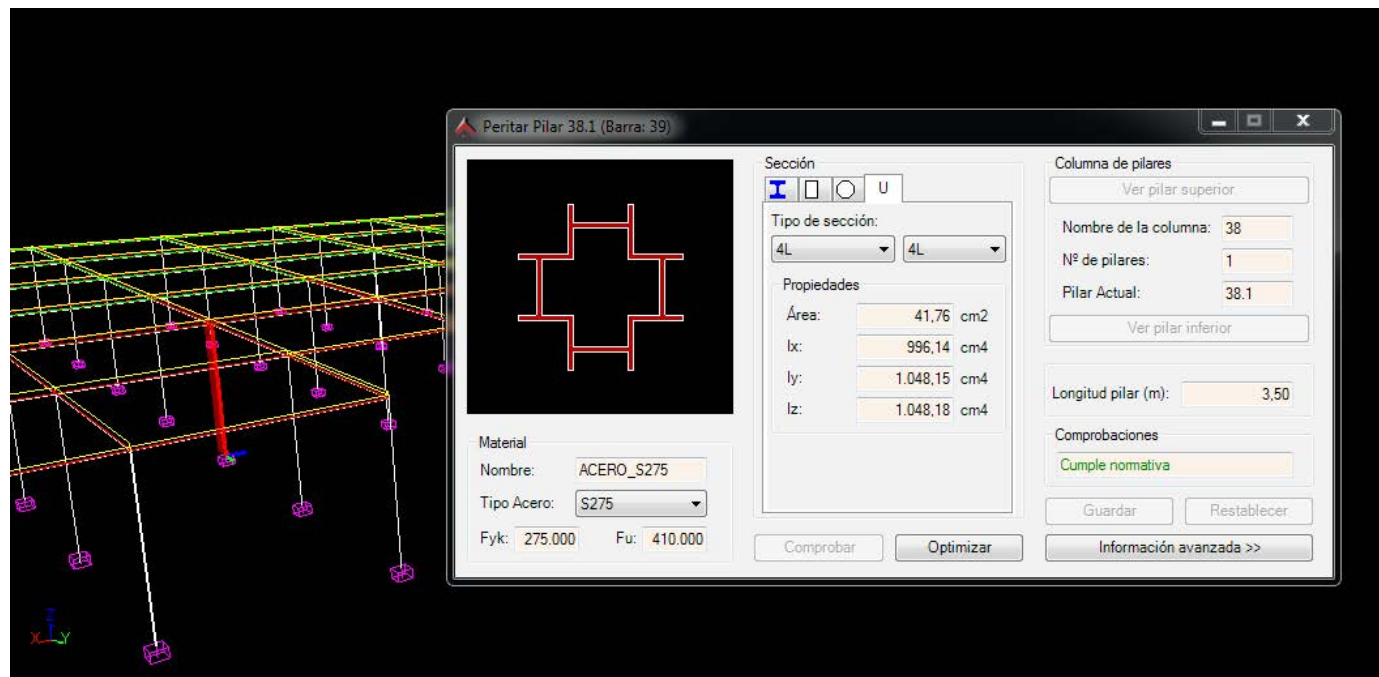 Peritar Pilar 38.1 (Barra: 39)
Sección
U
Tipo de sección:
4L 4L
Propiedades
Área: 41,76 cm2
Ix: 996,14 cm4
Iy: 1.048,15 cm4
Iz: 1.048,18 cm4
Material
Nombre: ACERO_S275
Tipo Acero: S275
Fyk: 275.000 Fu: 410.000
Comprobar Optimizar
Columna de pilares
Ver pilar superior
Nombre de la columna: 38
Nº de pilares: 1
Pilar Actual: 38.1
Ver pilar inferior
Longitud pilar (m): 3,50
Comprobaciones
Cumple normativa
Guardar Restablecer
Información avanzada >>
Z
X Y